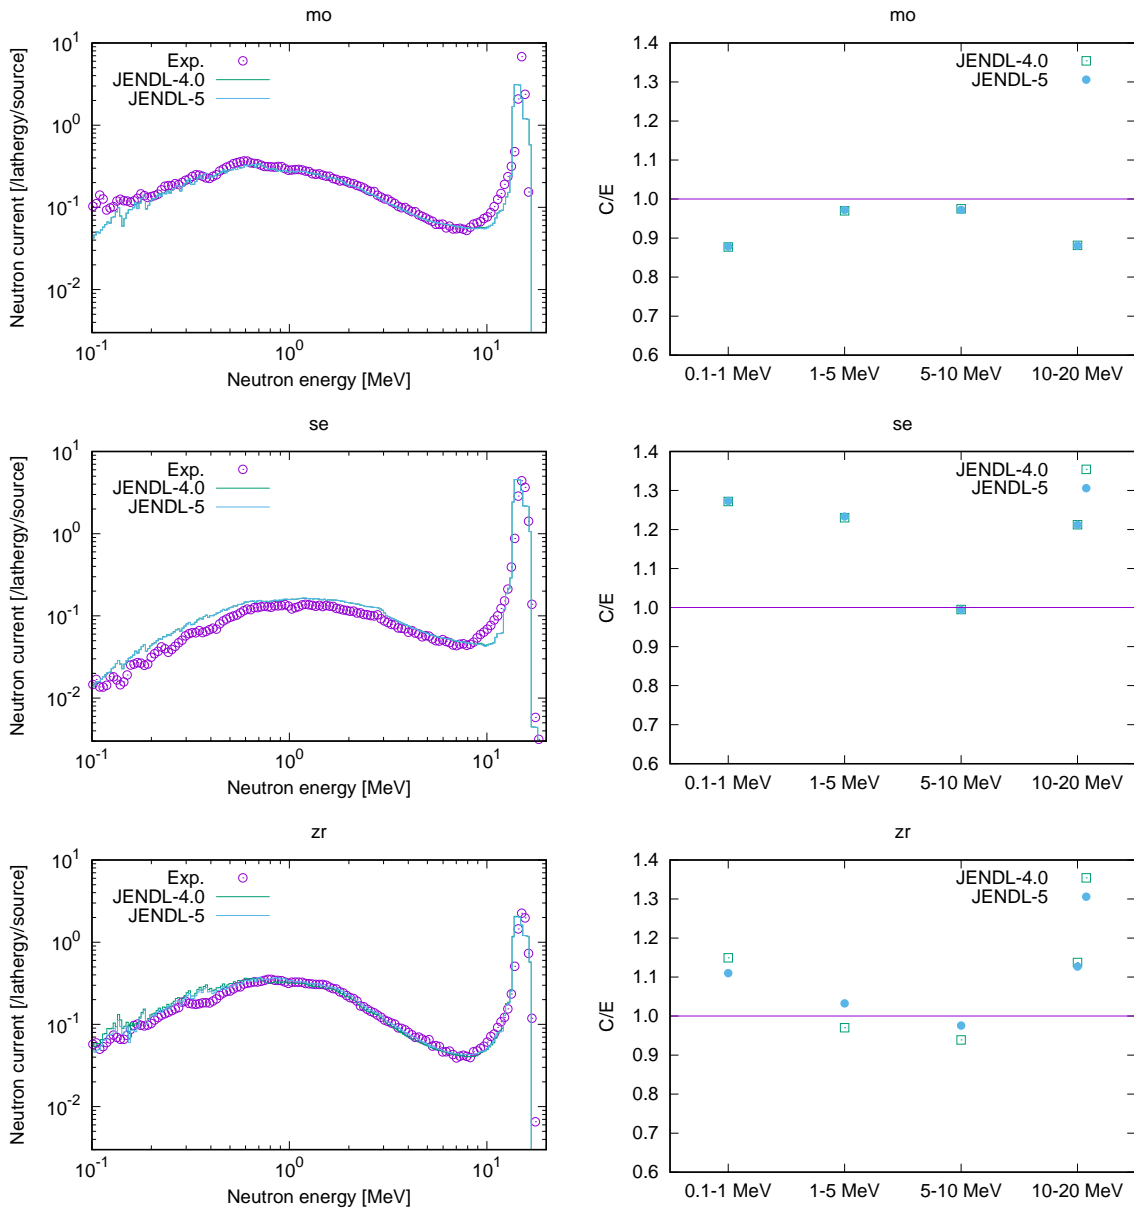 mo
Neutron current [/lathergy/source]
10^1
10^0
10^-1
10^-2
Exp.
JENDL-4.0
JENDL-5
10^-1
10^0
10^1
Neutron energy [MeV]
mo
C/E
1.4
1.3
1.2
1.1
1.0
0.9
0.8
0.7
0.6
JENDL-4.0
JENDL-5
0.1-1 MeV
1-5 MeV
5-10 MeV
10-20 MeV
se
Neutron current [/lathergy/source]
10^1
10^0
10^-1
10^-2
Exp.
JENDL-4.0
JENDL-5
10^-1
10^0
10^1
Neutron energy [MeV]
se
C/E
1.4
1.3
1.2
1.1
1.0
0.9
0.8
0.7
0.6
JENDL-4.0
JENDL-5
0.1-1 MeV
1-5 MeV
5-10 MeV
10-20 MeV
zr
Neutron current [/lathergy/source]
10^1
10^0
10^-1
10^-2
Exp.
JENDL-4.0
JENDL-5
10^-1
10^0
10^1
Neutron energy [MeV]
zr
C/E
1.4
1.3
1.2
1.1
1.0
0.9
0.8
0.7
0.6
JENDL-4.0
JENDL-5
0.1-1 MeV
1-5 MeV
5-10 MeV
10-20 MeV